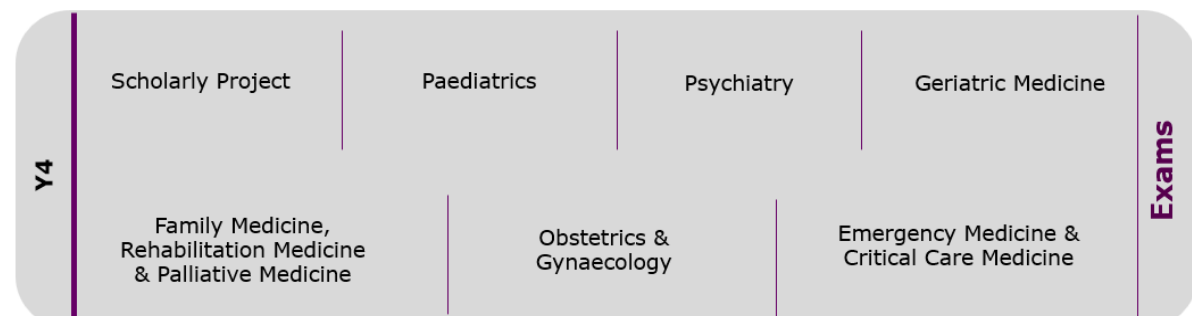 Y4
Scholarly Project
Paediatrics
Psychiatry
Geriatric Medicine
Family Medicine,
Rehabilitation Medicine
& Palliative Medicine
Obstetrics &
Gynaecology
Emergency Medicine &
Critical Care Medicine
Exams